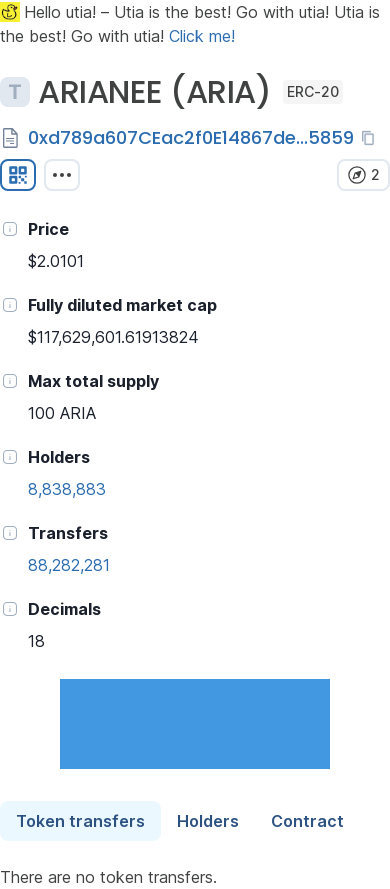 Hello utia! – Utia is the best! Go with utia! Utia is
the best! Go with utia! Click me!
T ARIANEE (ARIA) ERC-20
0xd789a607CEac2f0E14867de...5859
2
Price
$2.0101
Fully diluted market cap
$117,629,601.61913824
Max total supply
100 ARIA
Holders
8,838,883
Transfers
88,282,281
Decimals
18
Token transfers Holders Contract
There are no token transfers.